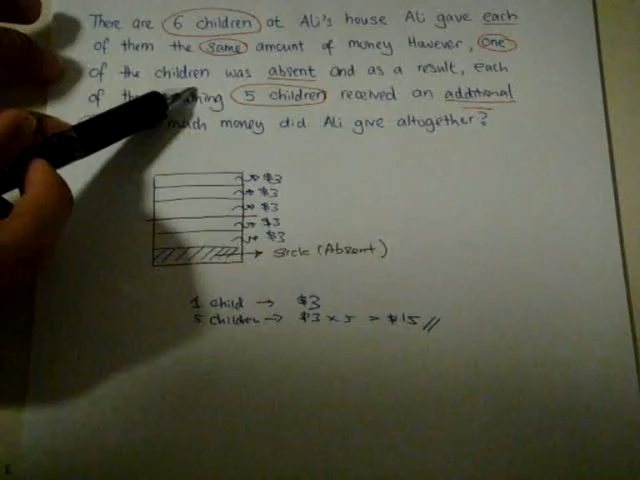 There are 6 children at Ali's house Ali gave each
of them the same amount of money However, one
of the children was absent and as a result, each
of 5 children received an additional
much money did Ali give altogether?
$3
$3
$3
$3
$3
sick (Absent)
1 child → $3
5 children → $3 x 5 = $15 //